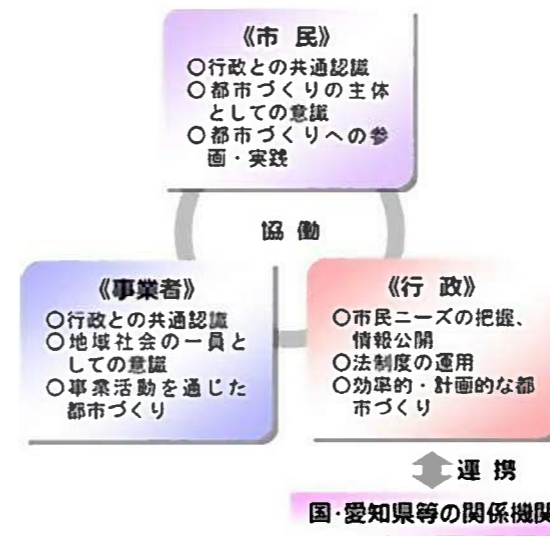 《市 民》
○行政との共通認識
○都市づくりの主体
としての意識
○都市づくりへの参
画・実践
協 働
《事業者》
○行政との共通認識
○地域社会の一員と
しての意識
○事業活動を通じた
都市づくり
《行 政》
○市民ニーズの把握、
情報公開
○法制度の運用
○効率的・計画的な都
市づくり
連 携
国・愛知県等の関係機関